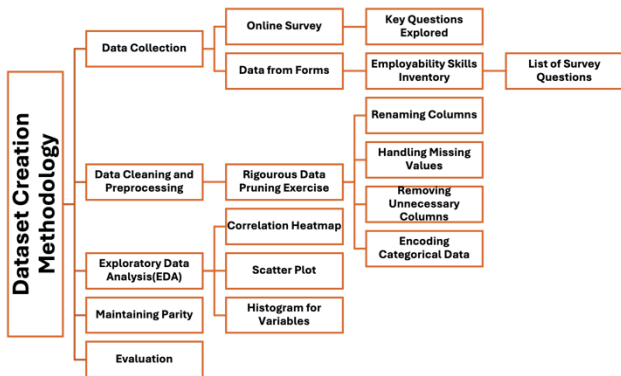 Dataset Creation
Methodology
Data Collection
Online Survey
Key Questions
Explored
Data from Forms
Employability Skills
Inventory
List of Survey
Questions
Data Cleaning and
Preprocessing
Rigourous Data
Pruning Exercise
Renaming Columns
Handling Missing
Values
Removing
Unnecessary
Columns
Encoding
Categorical Data
Exploratory Data
Analysis(EDA)
Correlation Heatmap
Scatter Plot
Histogram for
Variables
Maintaining Parity
Evaluation